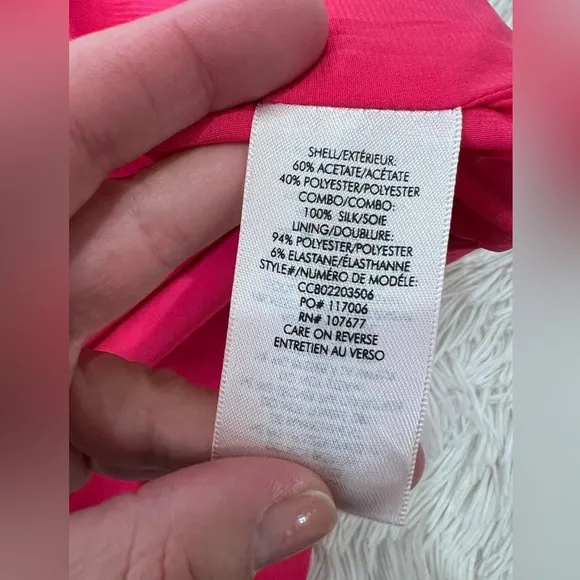 SHELL/EXTÉRIEUR:
60% ACETATE/ACÉTATE
40% POLYESTER/POLYESTER
COMBO/COMBO:
100% SILK/SOIE
LINING/DOUBLURE:
94% POLYESTER/POLYESTER
6% ELASTANE/ÉLASTHANNE
STYLE#/NUMÉRO DE MODÉLE:
CC802203506
PO# 117006
RN# 107677
CARE ON REVERSE
ENTRETIEN AU VERSO